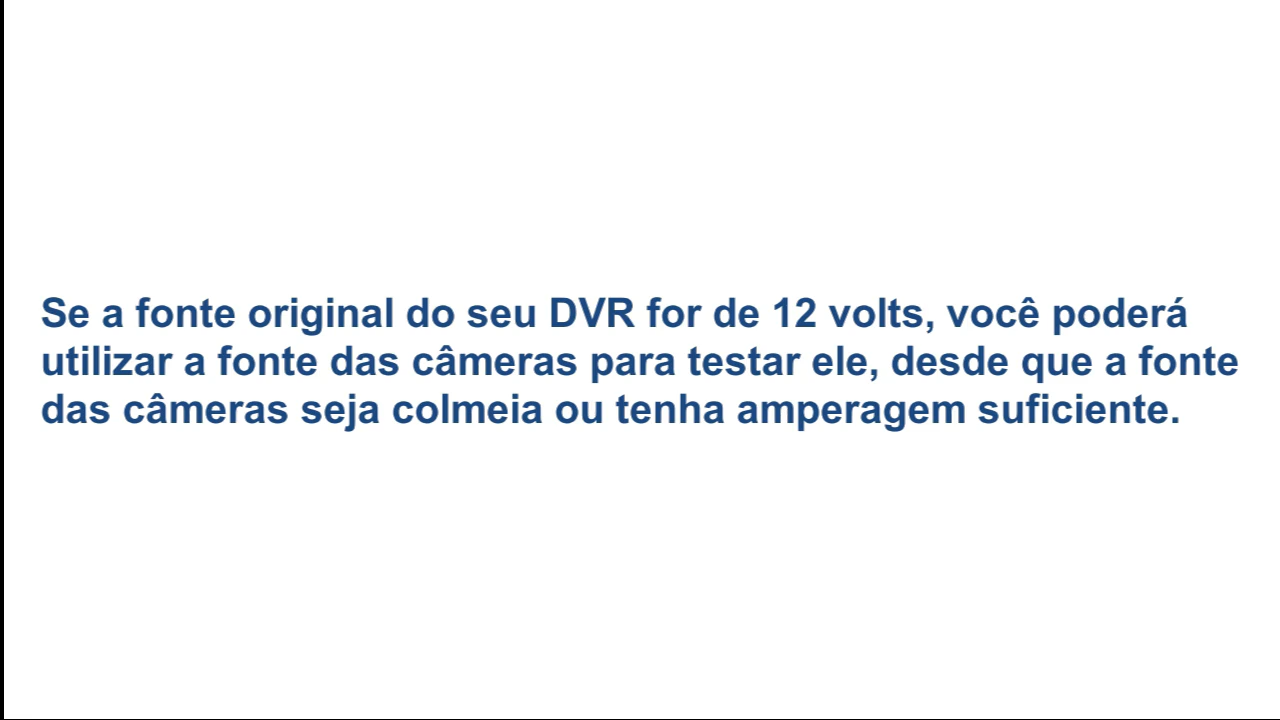 Se a fonte original do seu DVR for de 12 volts, você poderá
utilizar a fonte das câmeras para testar ele, desde que a fonte
das câmeras seja colmeia ou tenha amperagem suficiente.